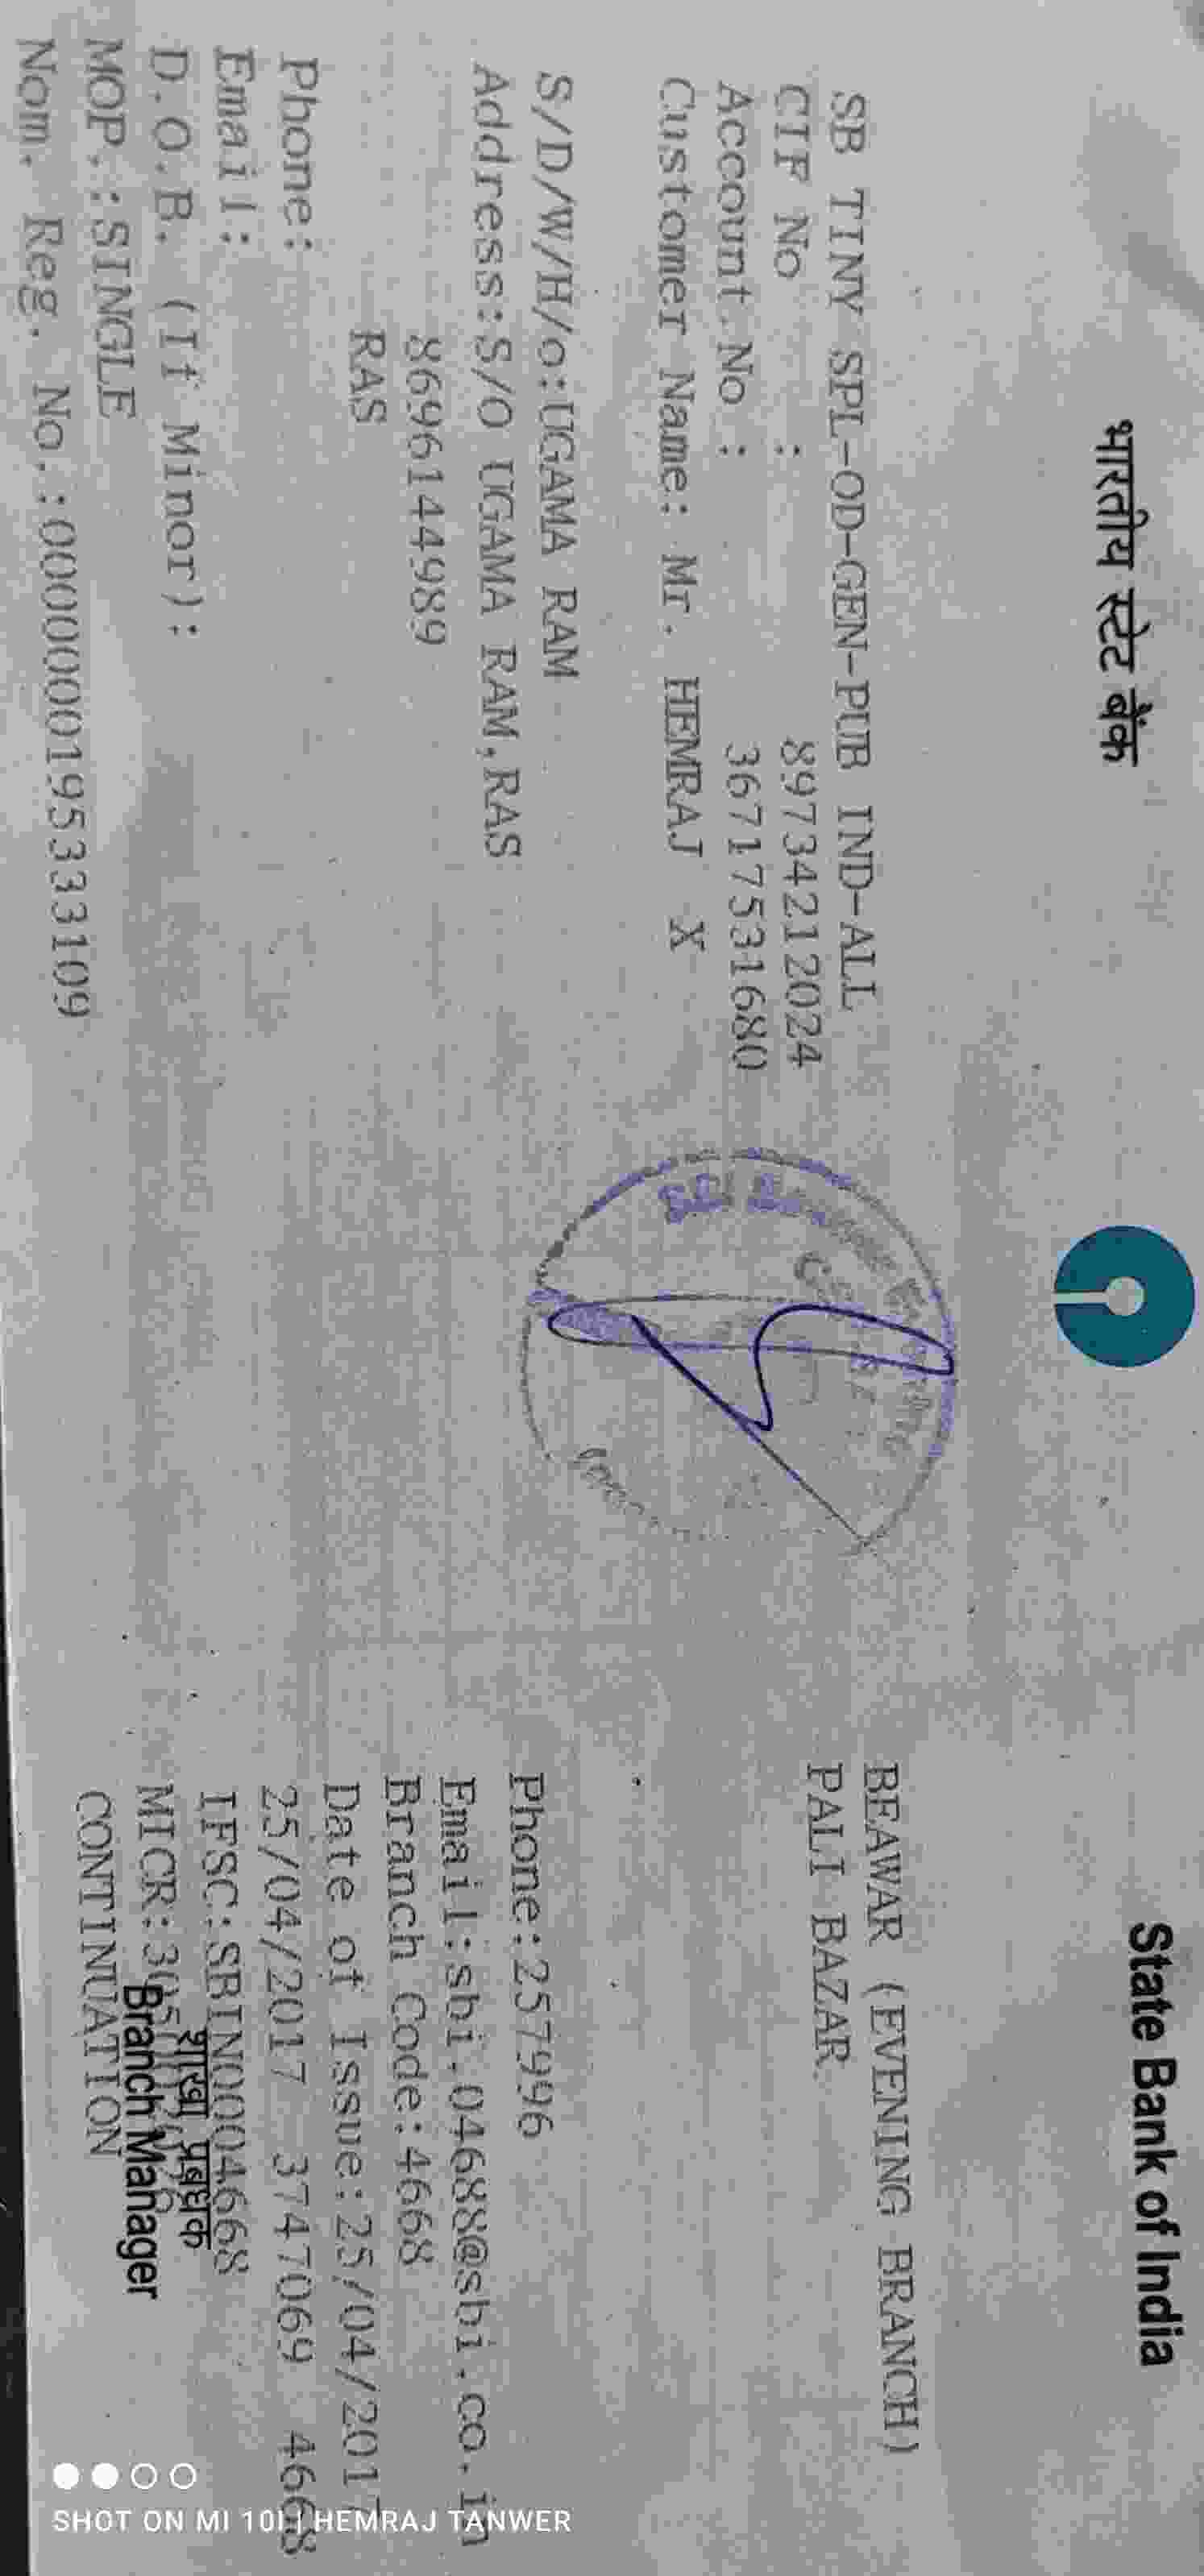 भारतीय स्टेट बैंक
State Bank of India
SB TINY SPL-OD-GEN-PUB IND-ALL
CIF No : 89734212024
Account No : 36717531680
Customer Name: Mr. HEMRAJ X
S/D/W/H/o:UGAMA RAM
Address:S/O UGAMA RAM,RAS
8696144989
RAS
Phone:
Email:
D.O.B. (If Minor):
MOP.:SINGLE
Nom. Reg. No.:0000000195333109
BEAWAR (EVENING BRANCH)
PALI BAZAR
Phone:257996
Email:sbi.04688@sbi.co.in
Branch Code:4668
Date of Issue:25/04/2017
25/04/2017 3747069 4668
IFSC:SBIN0004668
MICR:
CONTINUATION
शाखा प्रबंधक
Branch Manager
SHOT ON MI 10I | HEMRAJ TANWER